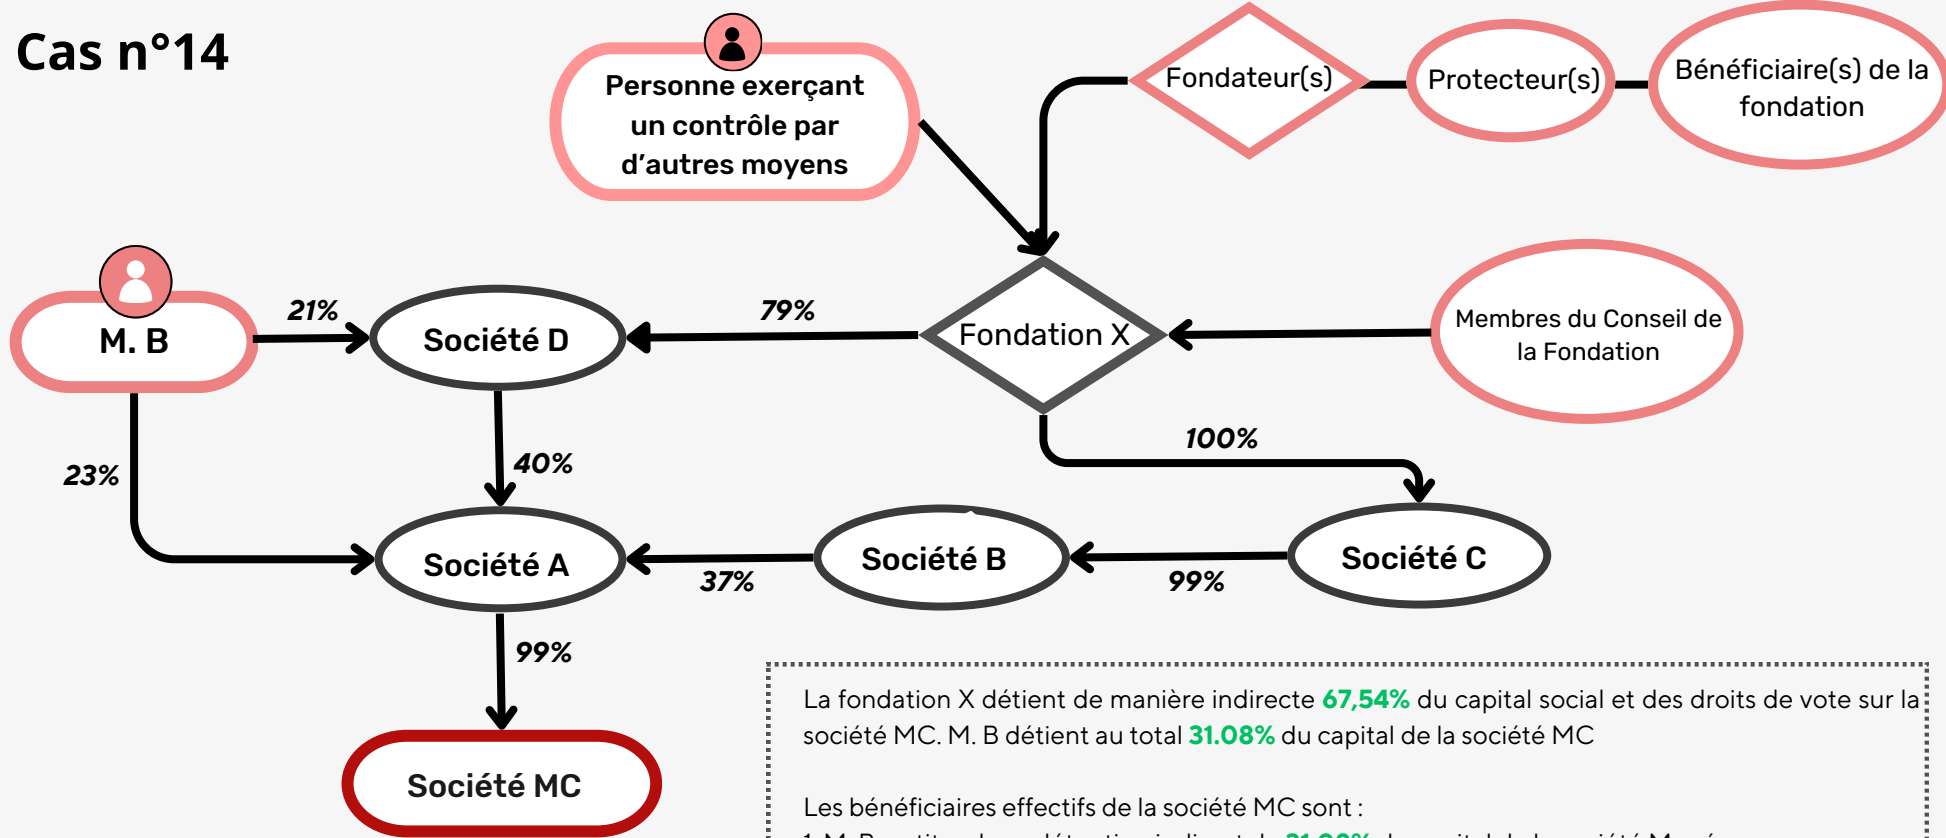 Cas n°14
Personne exerçant
un contrôle par
d'autres moyens
Fondateur(s)
Protecteur(s)
Bénéficiaire(s) de la
fondation
M. B
21%
Société D
79%
Fondation X
Membres du Conseil de
la Fondation
23%
40%
100%
Société A
37%
Société B
99%
Société C
99%
Société MC
La fondation X détient de manière indirecte 67,54% du capital social et des droits de vote sur la
société MC. M. B détient au total 31.08% du capital de la société MC
Les bénéficiaires effectifs de la société MC sont :